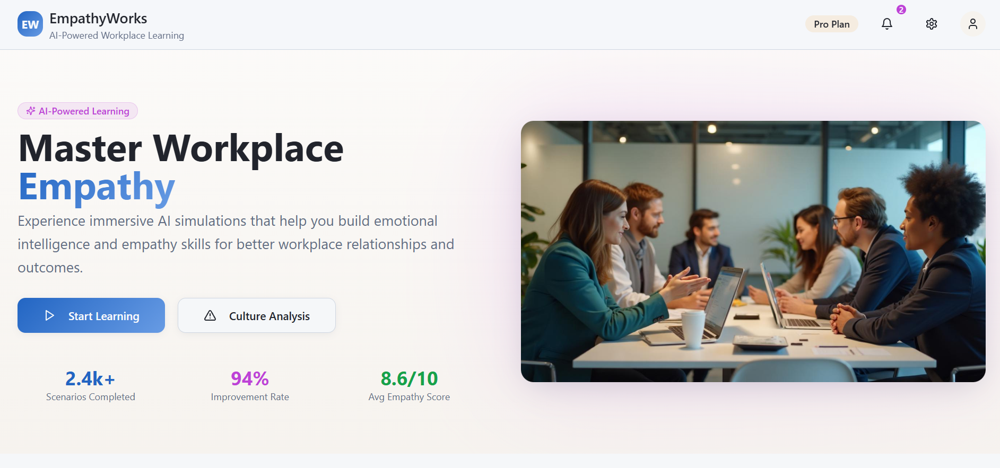 EW
EmpathyWorks
AI-Powered Workplace Learning
Pro Plan
2
AI-Powered Learning
Master Workplace
Empathy
Experience immersive AI simulations that help you build emotional
intelligence and empathy skills for better workplace relationships and
outcomes.
Start Learning
Culture Analysis
2.4k+
Scenarios Completed
94%
Improvement Rate
8.6/10
Avg Empathy Score